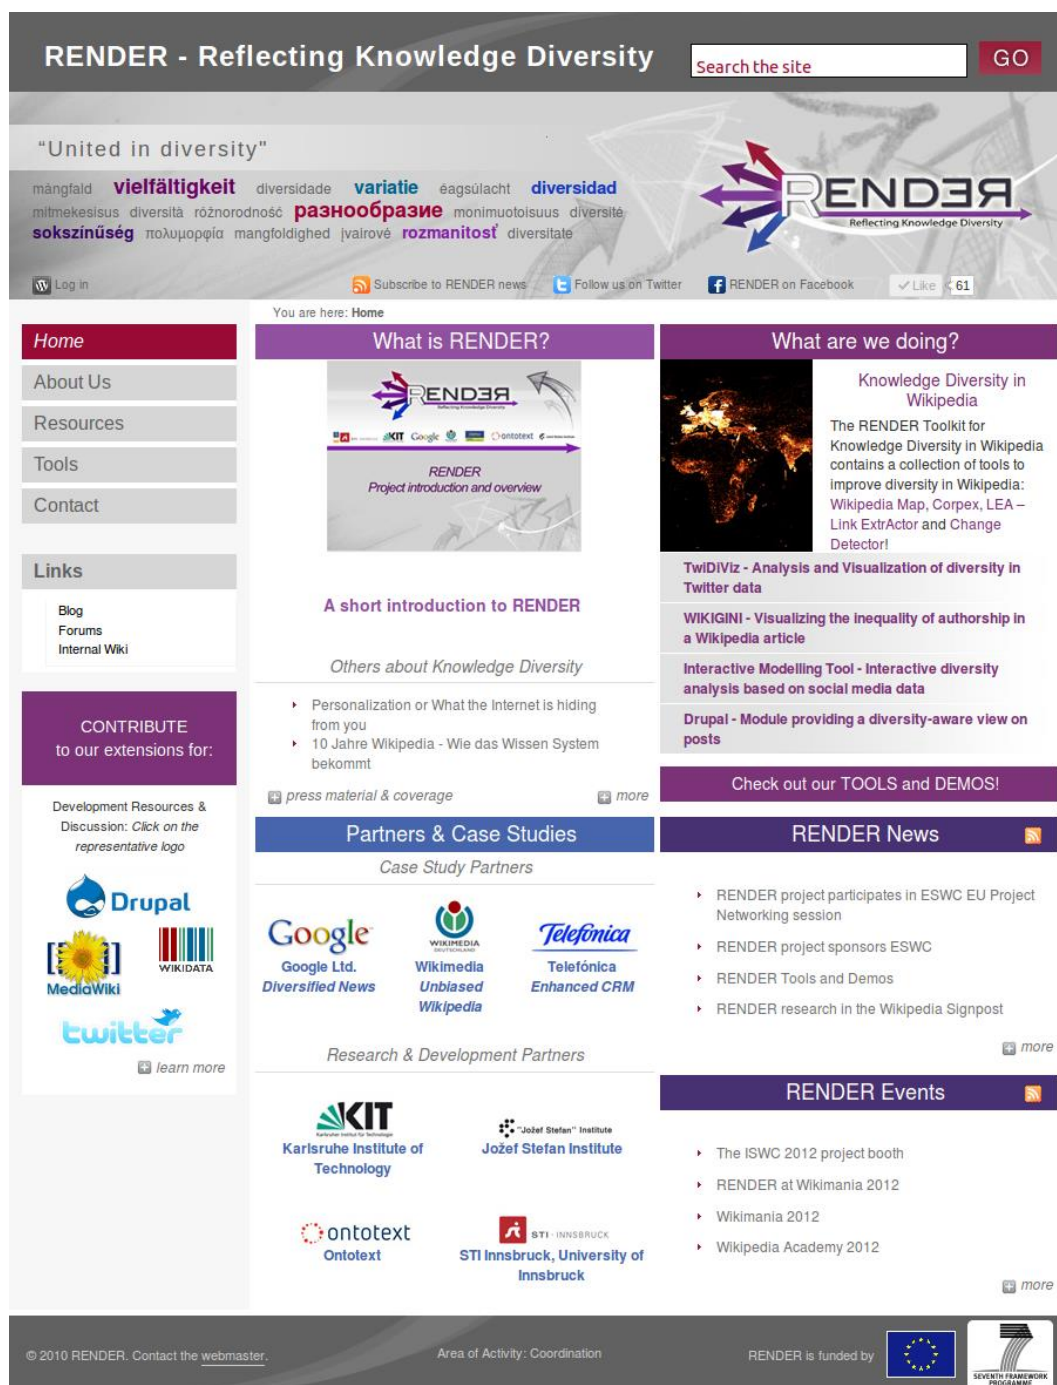 RENDER - Reflecting Knowledge Diversity
Search the site
GO
“United in diversity"
mångfald vielfältigkeit diversidade variatie éagsúlacht diversidad
mitmekesisus diversità różnorodność разнообразие monimuotoisuus diversité
sokszínűség πολυμορφία mangfoldighed įvairovė rozmanitosť diversitate
RENDER
Reflecting Knowledge Diversity
Log in
Subscribe to RENDER news
Follow us on Twitter
RENDER on Facebook
Like
61
You are here: Home
Home
About Us
Resources
Tools
Contact
Links
Blog
Forums
Internal Wiki
CONTRIBUTE
to our extensions for:
Development Resources &
Discussion: Click on the
representative logo
Drupal
MediaWiki
WIKIDATA
twitter
learn more
What is RENDER?
RENDER
Reflecting Knowledge Diversity
KIT Google ontotext
RENDER
Project introduction and overview
A short introduction to RENDER
Others about Knowledge Diversity
Personalization or What the Internet is hiding
from you
10 Jahre Wikipedia - Wie das Wissen System
bekommt
press material & coverage
more
What are we doing?
Knowledge Diversity in
Wikipedia
The RENDER Toolkit for
Knowledge Diversity in Wikipedia
contains a collection of tools to
improve diversity in Wikipedia:
Wikipedia Map, Corpex, LEA –
Link ExtrActor and Change
Detector!
TwiDiViz - Analysis and Visualization of diversity in
Twitter data
WIKIGINI - Visualizing the inequality of authorship in
a Wikipedia article
Interactive Modelling Tool - Interactive diversity
analysis based on social media data
Drupal - Module providing a diversity-aware view on
posts
Check out our TOOLS and DEMOS!
Partners & Case Studies
Case Study Partners
Google
Google Ltd.
Diversified News
WIKIMEDIA
DEUTSCHLAND
Wikimedia
Unbiased
Wikipedia
Telefónica
Telefónica
Enhanced CRM
Research & Development Partners
KIT
Karlsruher Institut für Technologie
Karlsruhe Institute of
Technology
"Jožef Stefan" Institute
Jožef Stefan Institute
ontotext
Ontotext
STI · INNSBRUCK
STI Innsbruck, University of
Innsbruck
RENDER News
RENDER project participates in ESWC EU Project
Networking session
RENDER project sponsors ESWC
RENDER Tools and Demos
RENDER research in the Wikipedia Signpost
more
RENDER Events
The ISWC 2012 project booth
RENDER at Wikimania 2012
Wikimania 2012
Wikipedia Academy 2012
more
© 2010 RENDER. Contact the webmaster.
Area of Activity: Coordination
RENDER is funded by
SEVENTH FRAMEWORK
PROGRAMME